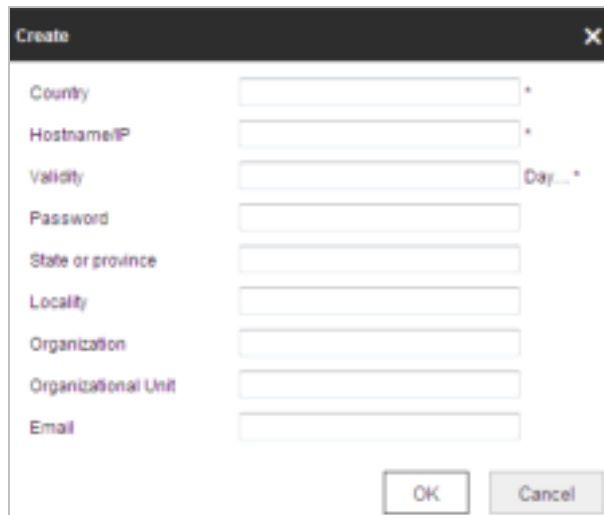 Create ×
Country *
Hostname/IP *
Validity Day... *
Password
State or province
Locality
Organization
Organizational Unit
Email
OK Cancel